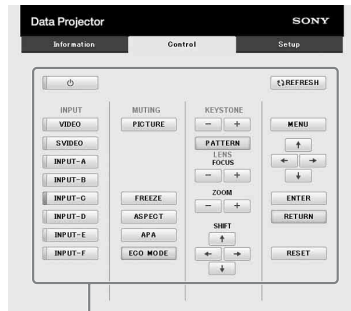 Data Projector SONY
Information Control Setup
REFRESH
INPUT MUTING KEYSTONE
VIDEO PICTURE - + MENU
S VIDEO PATTERN
INPUT-A LENS
FOCUS
INPUT-B - +
INPUT-C FREEZE ZOOM ENTER
INPUT-D ASPECT - + RETURN
INPUT-E APA SHIFT
INPUT-F ECO MODE RESET